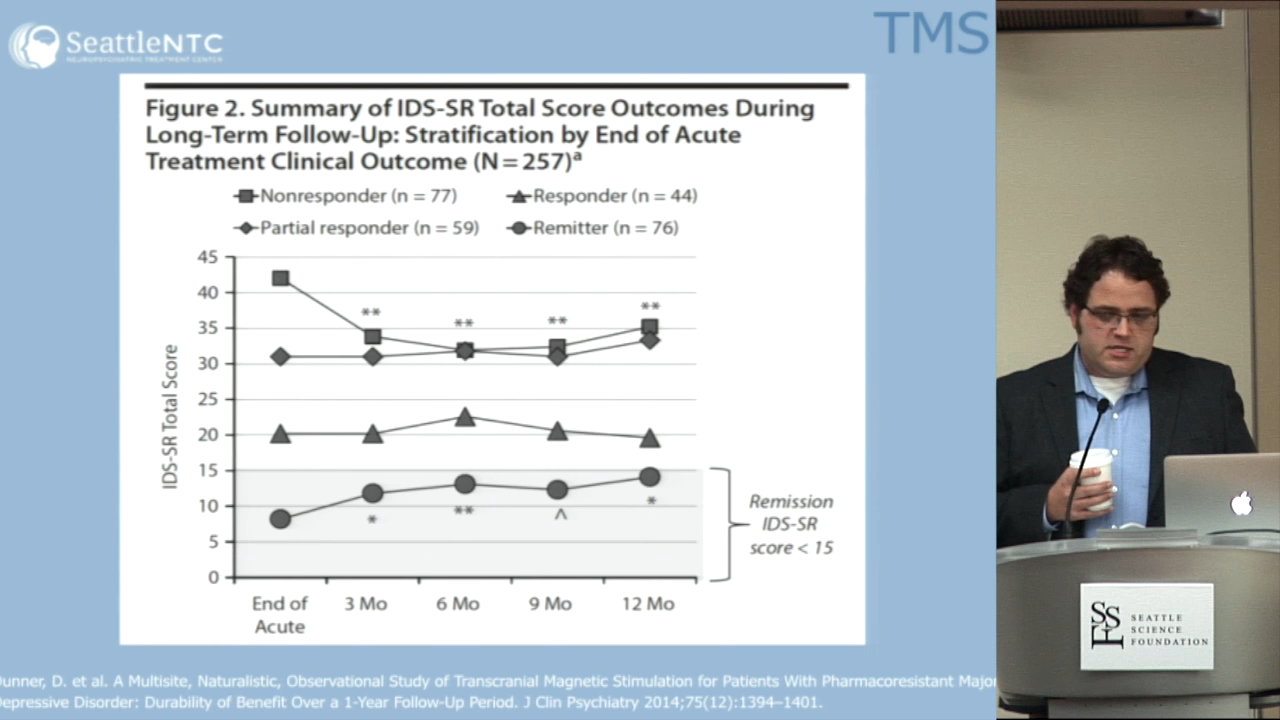 SeattleNTC
NEUROPSYCHIATRIC TREATMENT CENTER
TMS
Figure 2. Summary of IDS-SR Total Score Outcomes During
Long-Term Follow-Up: Stratification by End of Acute
Treatment Clinical Outcome (N = 257)ª
Nonresponder (n = 77)
Responder (n = 44)
Partial responder (n = 59)
Remitter (n = 76)
IDS-SR Total Score
45
40
35
30
25
20
15
10
5
0
**
**
**
**
*
**
^
*
End of
Acute
3 Mo
6 Mo
9 Mo
12 Mo
Remission
IDS-SR
score < 15
unner, D. et al. A Multisite, Naturalistic, Observational Study of Transcranial Magnetic Stimulation for Patients With Pharmacoresistant Major
epressive Disorder: Durability of Benefit Over a 1-Year Follow-Up Period. J Clin Psychiatry 2014;75(12):1394–1401.
SSF
SEATTLE
SCIENCE
FOUNDATION